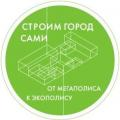 СТРОИМ ГОРОД
САМИ
ОТ МЕГАПОЛИСА
К ЭКОПОЛИСУ